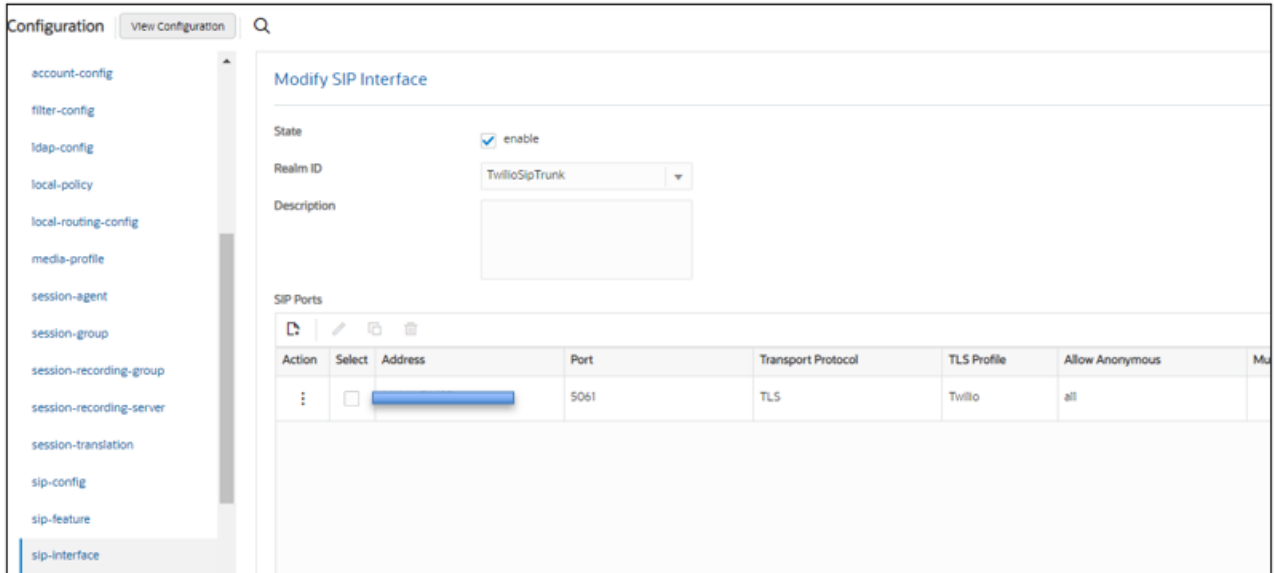 Configuration View Configuration
account-config
filter-config
ldap-config
local-policy
local-routing-config
media-profile
session-agent
session-group
session-recording-group
session-recording-server
session-translation
sip-config
sip-feature
sip-interface
Modify SIP Interface
State enable
Realm ID TwilioSipTrunk
Description
SIP Ports
Action Select Address Port Transport Protocol TLS Profile Allow Anonymous Mu
5061 TLS Twilio all